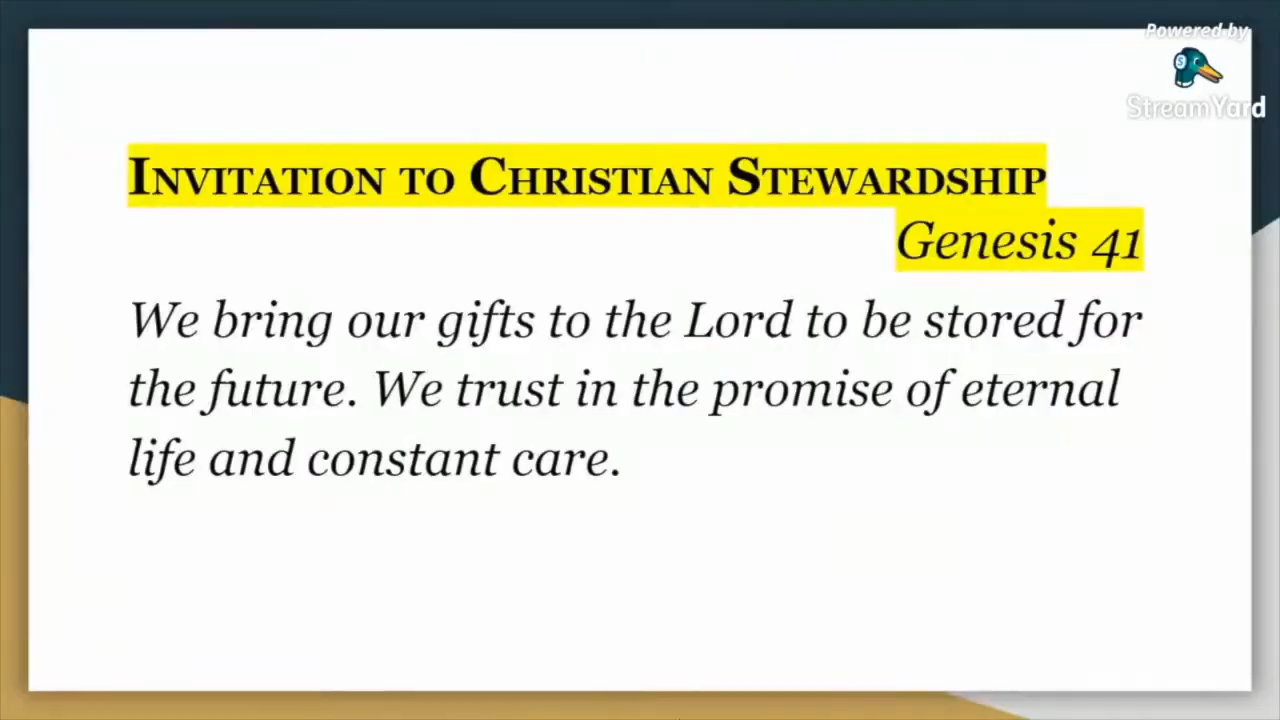 Powered by
StreamYard
INVITATION TO CHRISTIAN STEWARDSHIP
Genesis 41
We bring our gifts to the Lord to be stored for
the future. We trust in the promise of eternal
life and constant care.